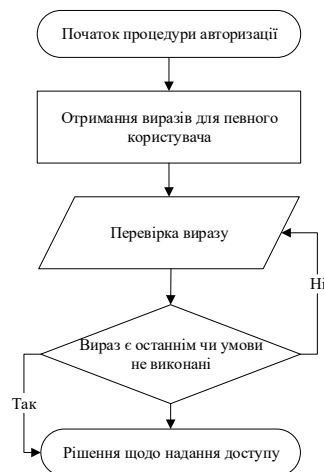 Початок процедури авторизації
Отримання виразів для певного
користувача
Перевірка виразу
Ні
Вираз є останнім чи умови
не виконані
Так
Рішення щодо надання доступу